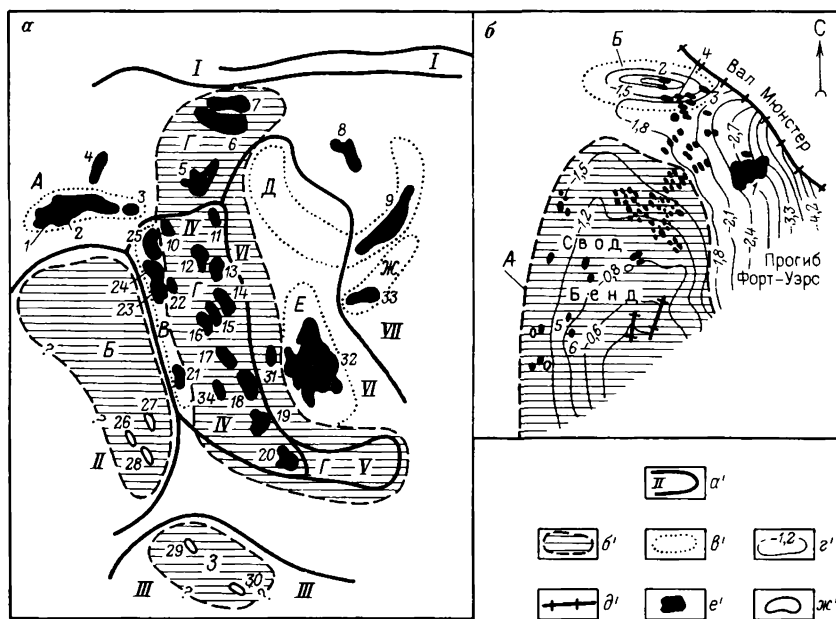 а
I
I
7
6
Г
5
8
4
А
3
1
2
Д
9
25
IV
10
11
12
13
VI
Ж
33
24
23
22
Г
14
15
16
Е
VII
Б
В
17
31
32
21
34
18
VI
?
27
26
28
II
IV
19
20
Г
V
?
29
З
30
III
?
?
III
б
Б
4
С
2
-1,5
3
Вал Мюнстер
-1,8
-2,7
1
-1,5
-1,2
-2,1
-3,3
-4,2
-2,4
Свод
-1,8
Прогиб
Форт-Уэрс
А
-0,8
Бенд
5
6
-0,6
II а'
б' в' -1,2 г'
д' е' ж'